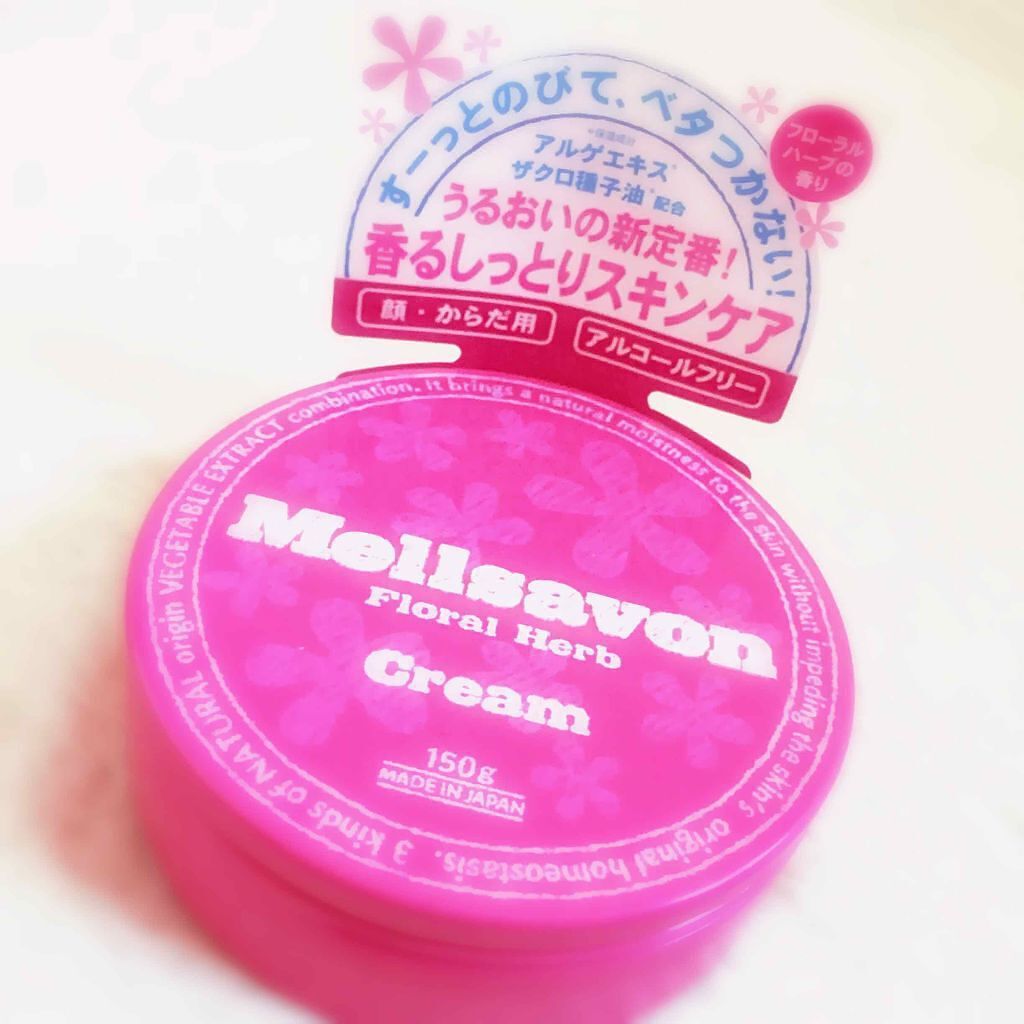 すーっとのびて、ベタつかない!
フローラル
ハーブの
香り
*保湿成分
アルゲエキス*
ザクロ種子油*配合
うるおいの新定番!
香るしっとりスキンケア
顔・からだ用
アルコールフリー
3 kinds of NATURAL origin VEGETABLE EXTRACT combination. It brings a natural moistness to the skin without impeding the skin's original homeostasis.
Mellsavon
Floral Herb
Cream
150g
MADE IN JAPAN